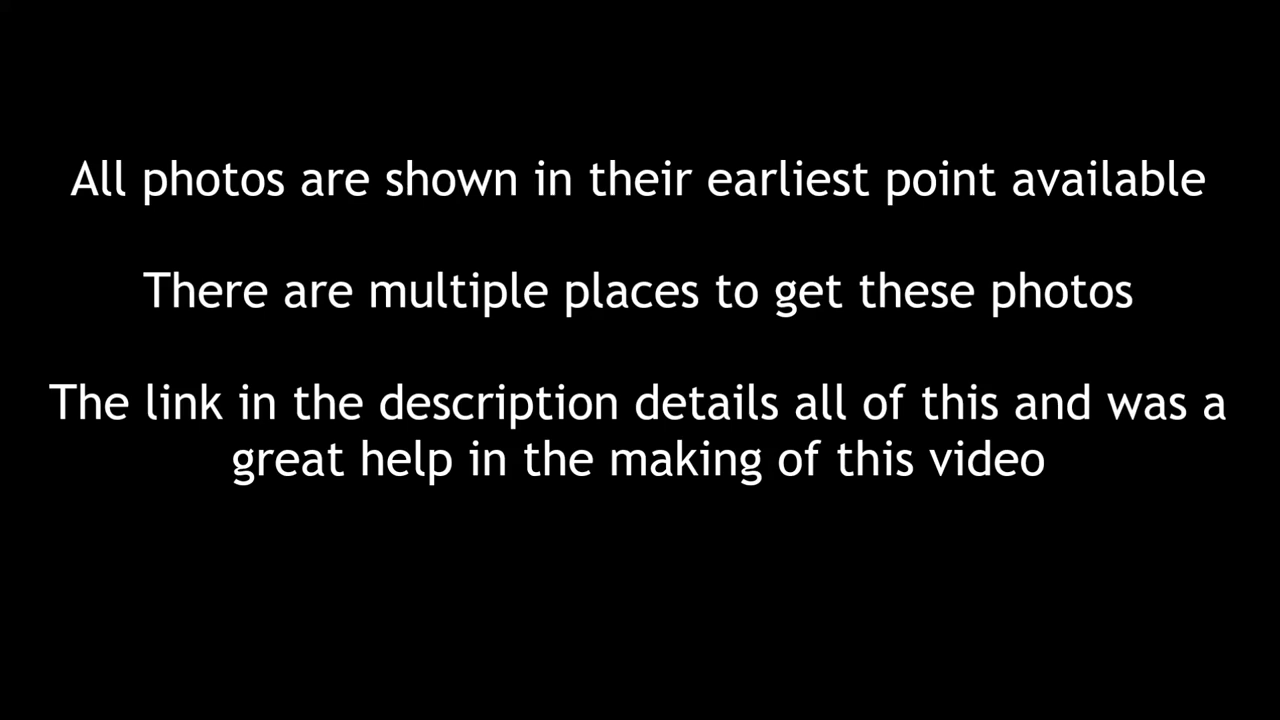 All photos are shown in their earliest point available
There are multiple places to get these photos
The link in the description details all of this and was a
great help in the making of this video